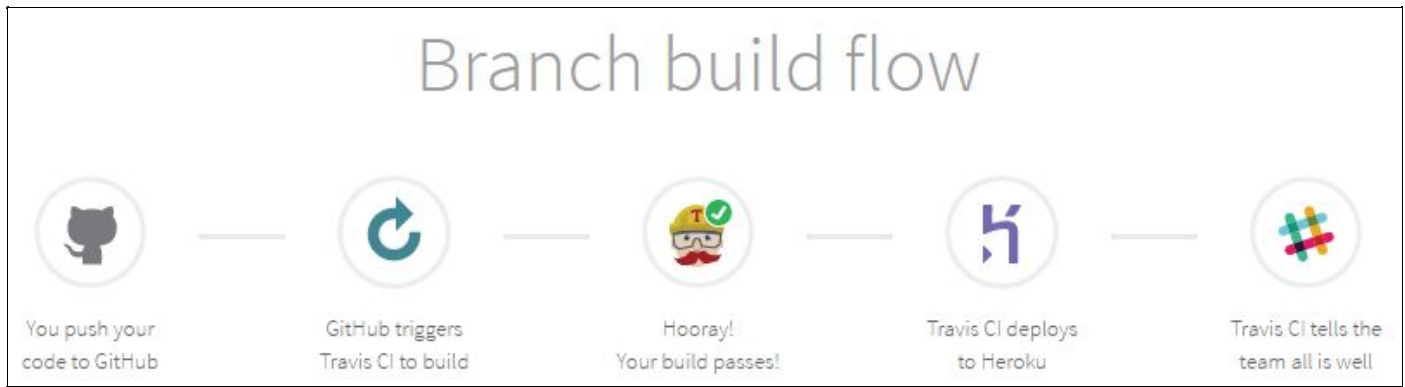 Branch build flow
T
You push your
code to GitHub
GitHub triggers
Travis CI to build
Hooray!
Your build passes!
Travis CI deploys
to Heroku
Travis CI tells the
team all is well